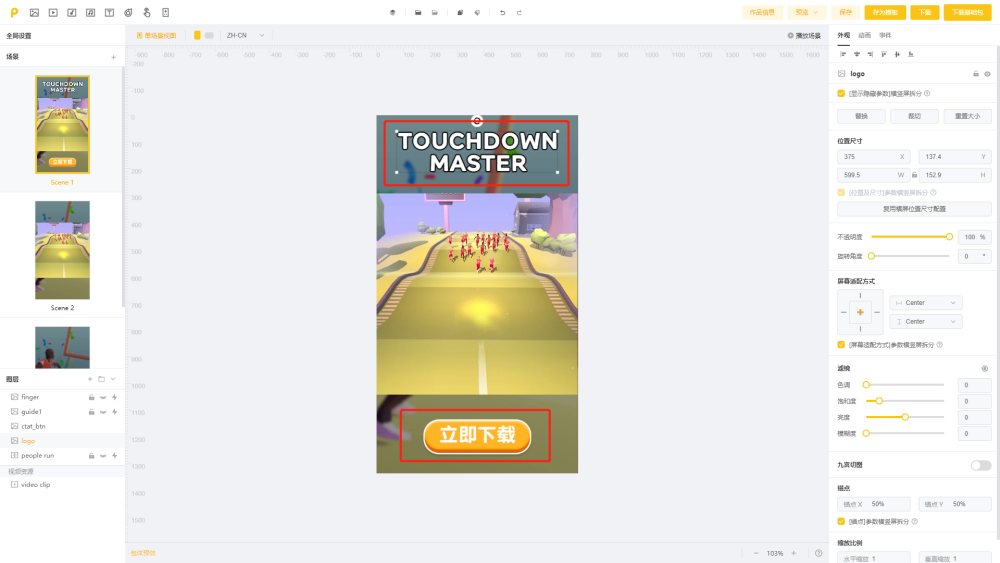 作品信息
预览
保存
存为模板
下载
下载基础包
全局设置
单场景视图
ZH-CN
播放场景
外观
动画
事件
场景
-900 -800 -700 -600 -500 -400 -300 -200 -100 0 100 200 300 400 500 600 700 800 900 1000 1100 1200 1300 1400 1500 1600
-200
-100
0
100
200
300
400
500
600
700
800
900
1000
1100
1200
1300
1400
1500
TOUCHDOWN
MASTER
立即下载
Scene 1
Scene 2
图层
finger
guide1
ctat_btn
logo
people run
视频资源
video clip
TOUCHDOWN
MASTER
立即下载
103%
logo
[显示隐藏参数]横竖屏拆分
替换
裁切
重置大小
位置尺寸
375 X
137.4 Y
599.5 W
152.9 H
[位置及尺寸]参数横竖屏拆分
复用横屏位置尺寸配置
不透明度
100 %
旋转角度
0 °
屏幕适配方式
Center
Center
[屏幕适配方式]参数横竖屏拆分
滤镜
色调
0
饱和度
0
亮度
0
模糊度
0
九宫切图
锚点
锚点 X 50%
锚点 Y 50%
[锚点]参数横竖屏拆分
缩放比例
水平缩放 1
垂直缩放 1